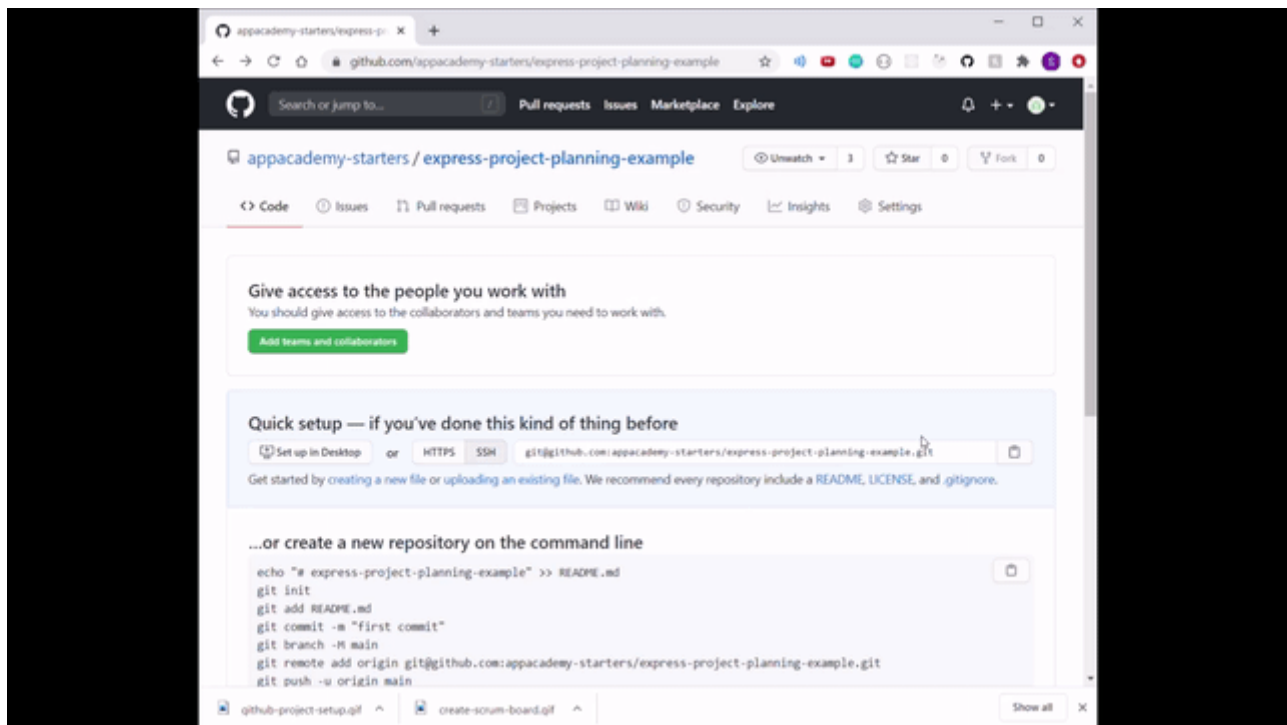 appacademy-starters/express-pr
github.com/appacademy-starters/express-project-planning-example
Search or jump to... /
Pull requests Issues Marketplace Explore
appacademy-starters / express-project-planning-example
Unwatch 3 Star 0 Fork 0
<> Code Issues Pull requests Projects Wiki Security Insights Settings
Give access to the people you work with
You should give access to the collaborators and teams you need to work with.
Add teams and collaborators
Quick setup — if you've done this kind of thing before
Set up in Desktop or HTTPS SSH git@github.com:appacademy-starters/express-project-planning-example.git
Get started by creating a new file or uploading an existing file. We recommend every repository include a README, LICENSE, and .gitignore.
...or create a new repository on the command line
echo "# express-project-planning-example" >> README.md
git init
git add README.md
git commit -m "first commit"
git branch -M main
git remote add origin git@github.com:appacademy-starters/express-project-planning-example.git
git push -u origin main
github-project-setup.gif create-scrum-board.gif Show all